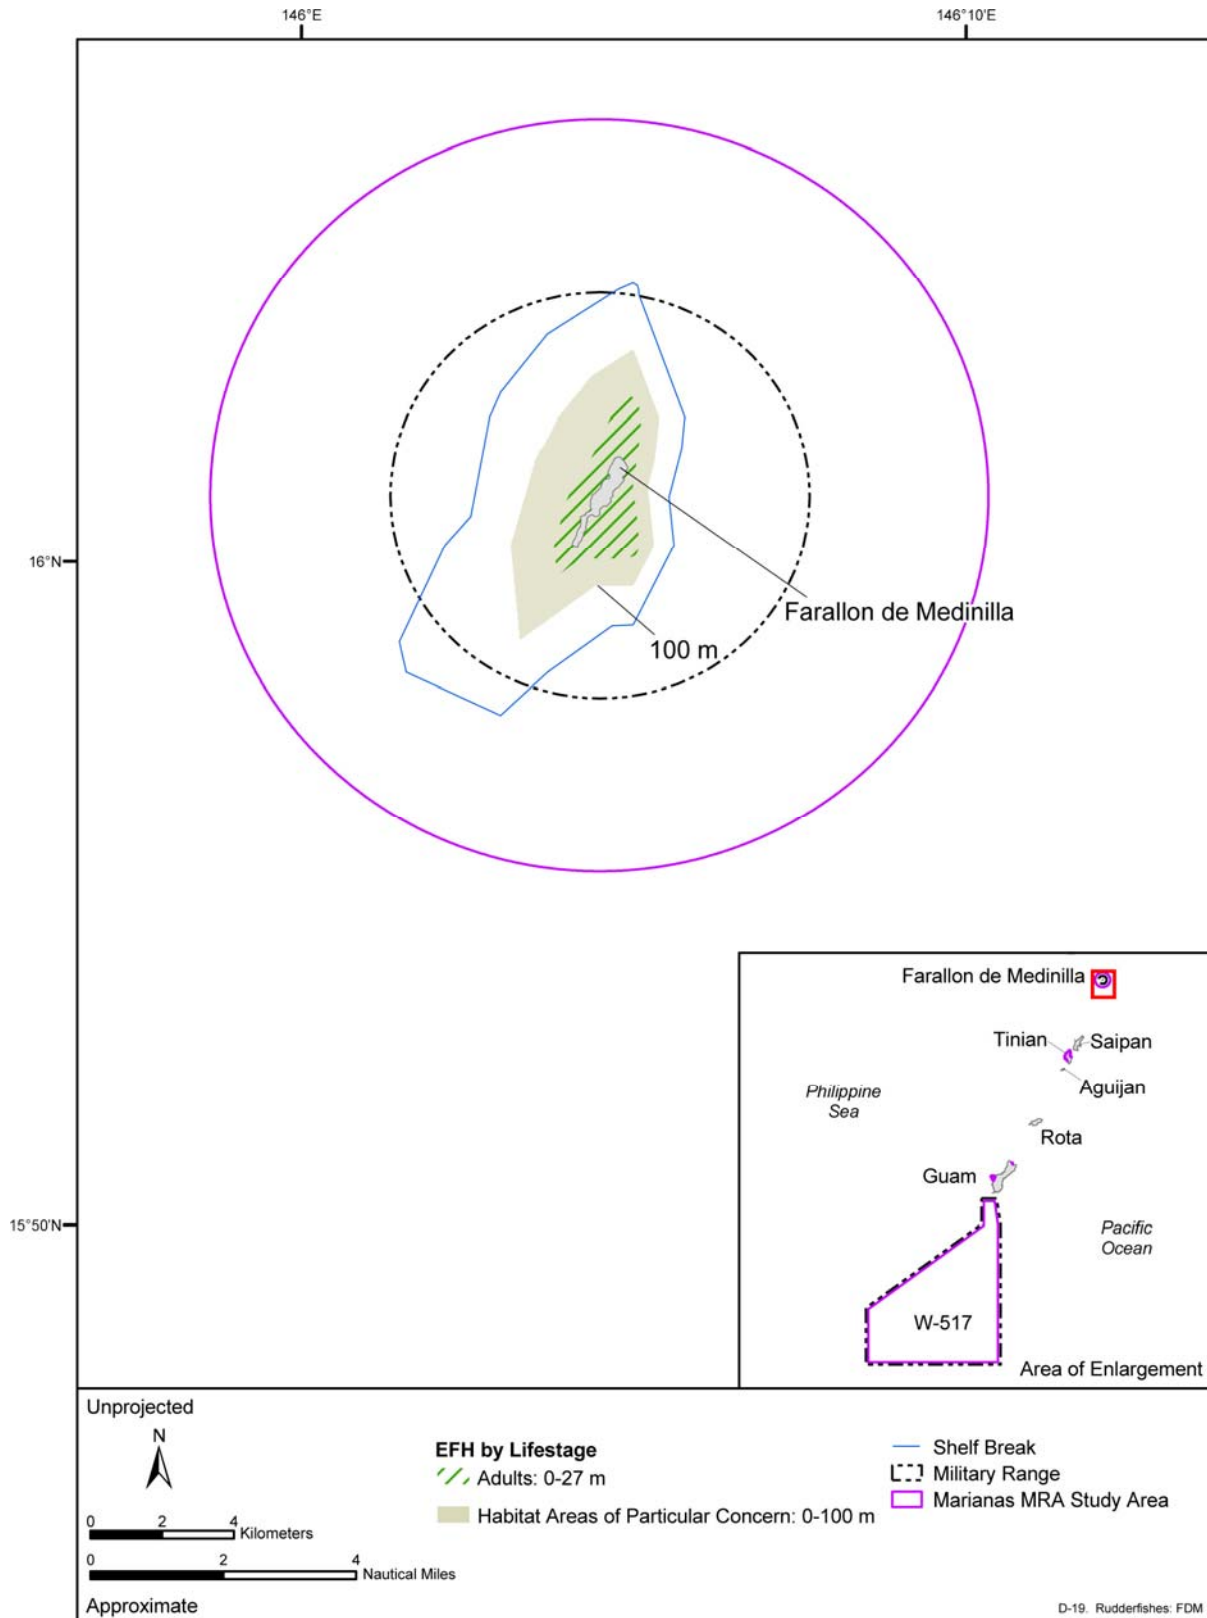 146°E
146°10'E
16°N
Farallon de Medinilla
100 m
15°50'N
Farallon de Medinilla
Tinian
Saipan
Aguijan
Philippine
Sea
Rota
Guam
Pacific
Ocean
W-517
Area of Enlargement
Unprojected
N
0 2 4
Kilometers
0 2 4
Nautical Miles
Approximate
EFH by Lifestage
Adults: 0-27 m
Habitat Areas of Particular Concern: 0-100 m
Shelf Break
Military Range
Marianas MRA Study Area
D-19. Rudderfishes: FDM